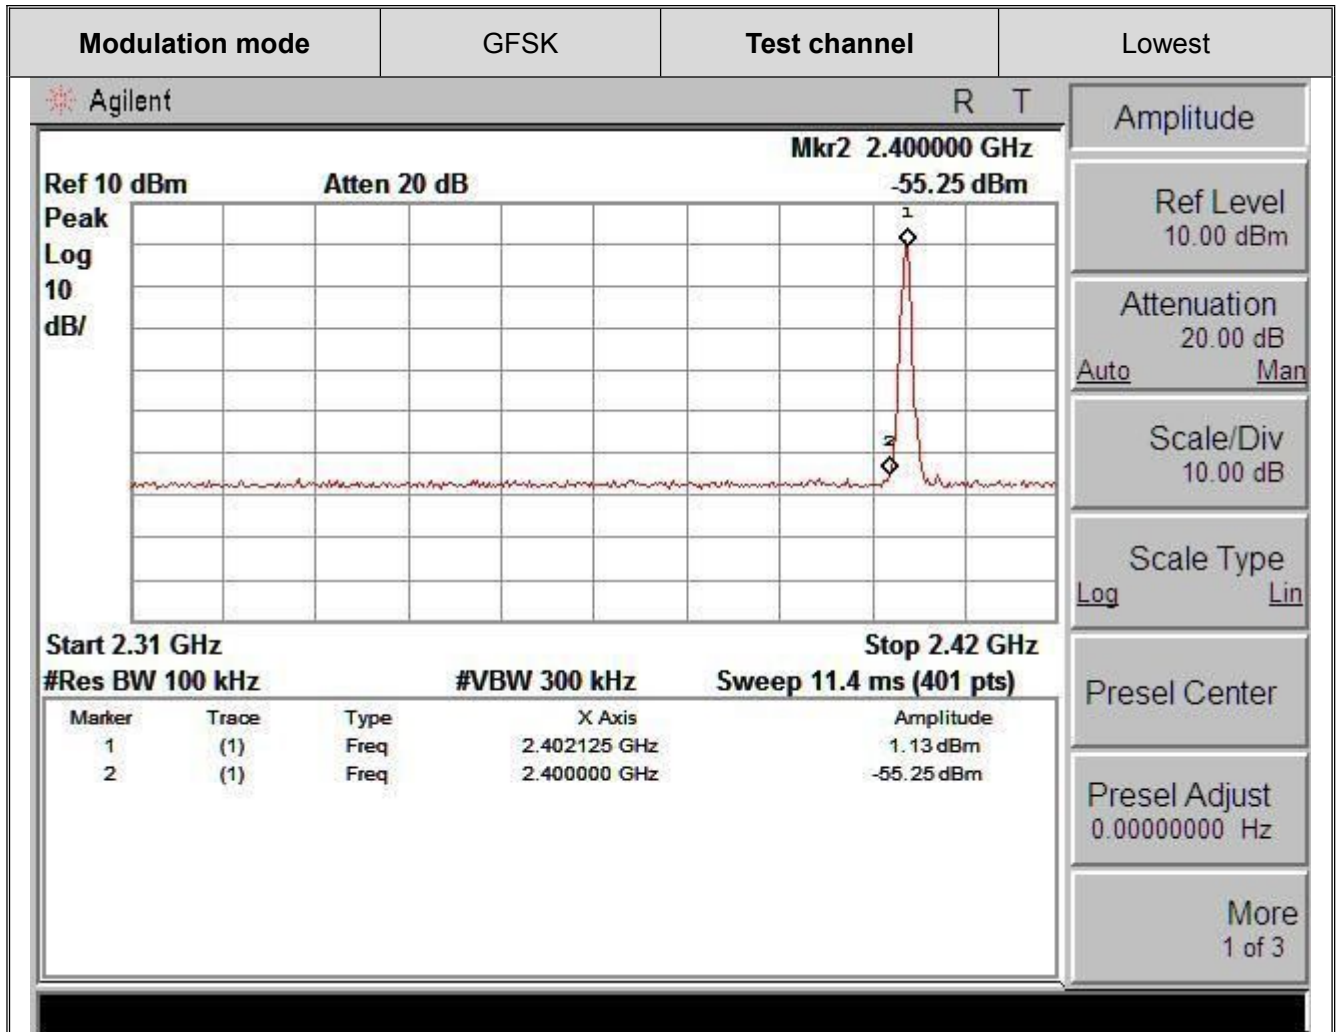 Modulation mode GFSK Test channel Lowest
Agilent R T
Mkr2 2.400000 GHz
Ref 10 dBm Atten 20 dB -55.25 dBm
Peak
Log
10
dB/
1
2
Start 2.31 GHz Stop 2.42 GHz
#Res BW 100 kHz #VBW 300 kHz Sweep 11.4 ms (401 pts)
Marker Trace Type X Axis Amplitude
1 (1) Freq 2.402125 GHz 1.13 dBm
2 (1) Freq 2.400000 GHz -55.25 dBm
Amplitude
Ref Level
10.00 dBm
Attenuation
20.00 dB
Auto Man
Scale/Div
10.00 dB
Scale Type
Log Lin
Presel Center
Presel Adjust
0.00000000 Hz
More
1 of 3